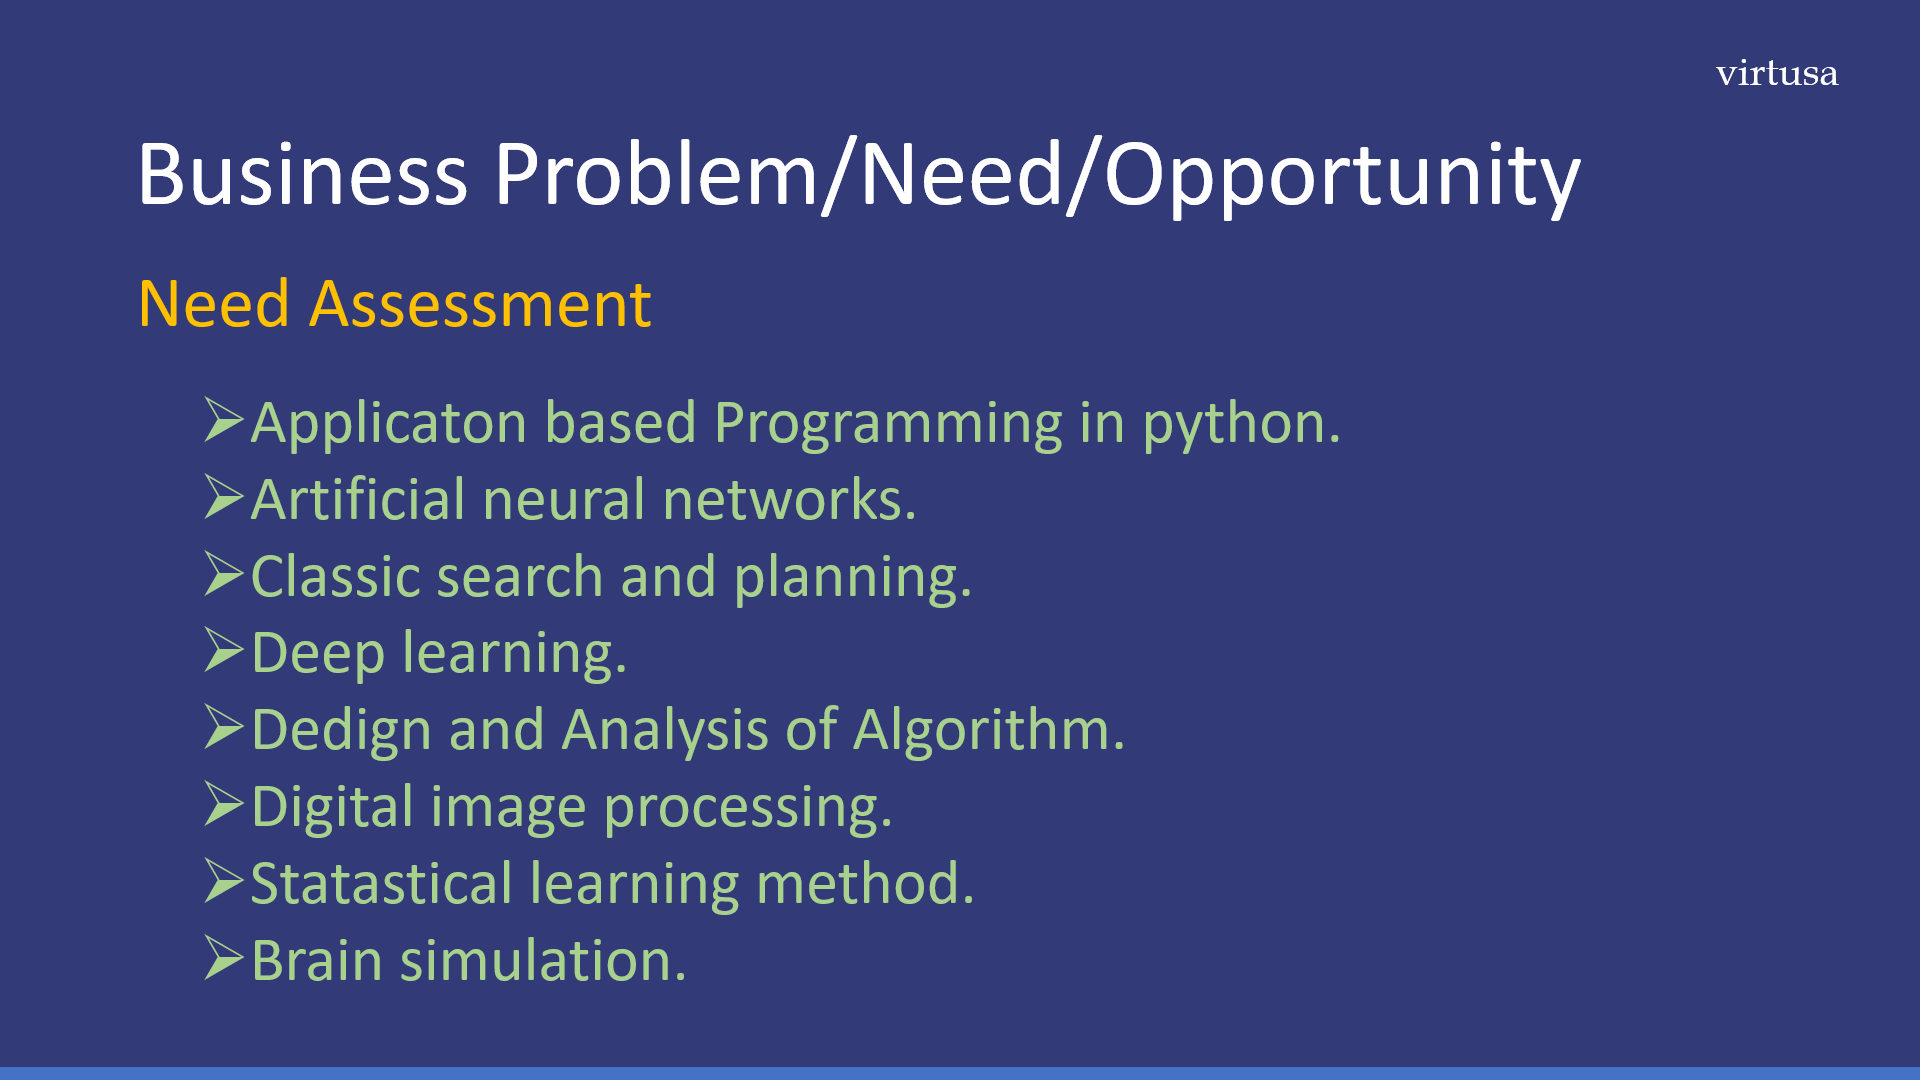 virtusa
Business Problem/Need/Opportunity
Need Assessment
➢Applicaton based Programming in python.
➢Artificial neural networks.
➢Classic search and planning.
➢Deep learning.
➢Dedign and Analysis of Algorithm.
➢Digital image processing.
➢Statastical learning method.
➢Brain simulation.